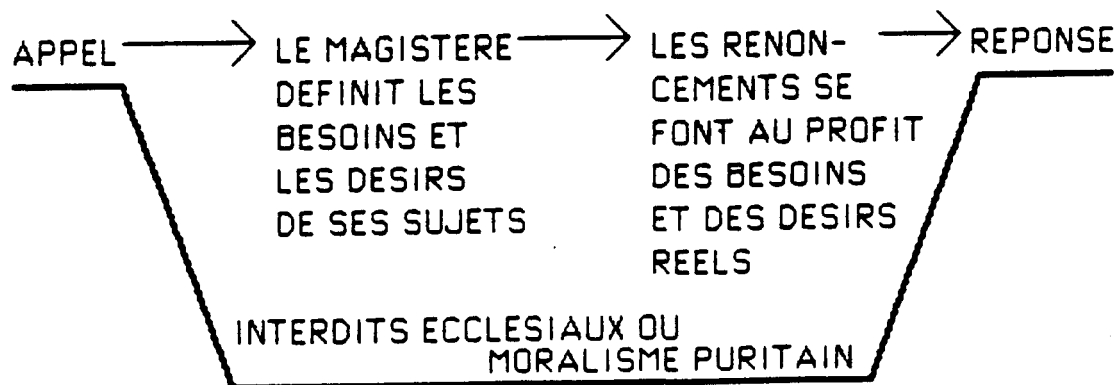 APPEL
LE MAGISTERE
DEFINIT LES
BESOINS ET
LES DESIRS
DE SES SUJETS
LES RENON-
CEMENTS SE
FONT AU PROFIT
DES BESOINS
ET DES DESIRS
REELS
REPONSE
INTERDITS ECCLESIAUX OU
MORALISME PURITAIN